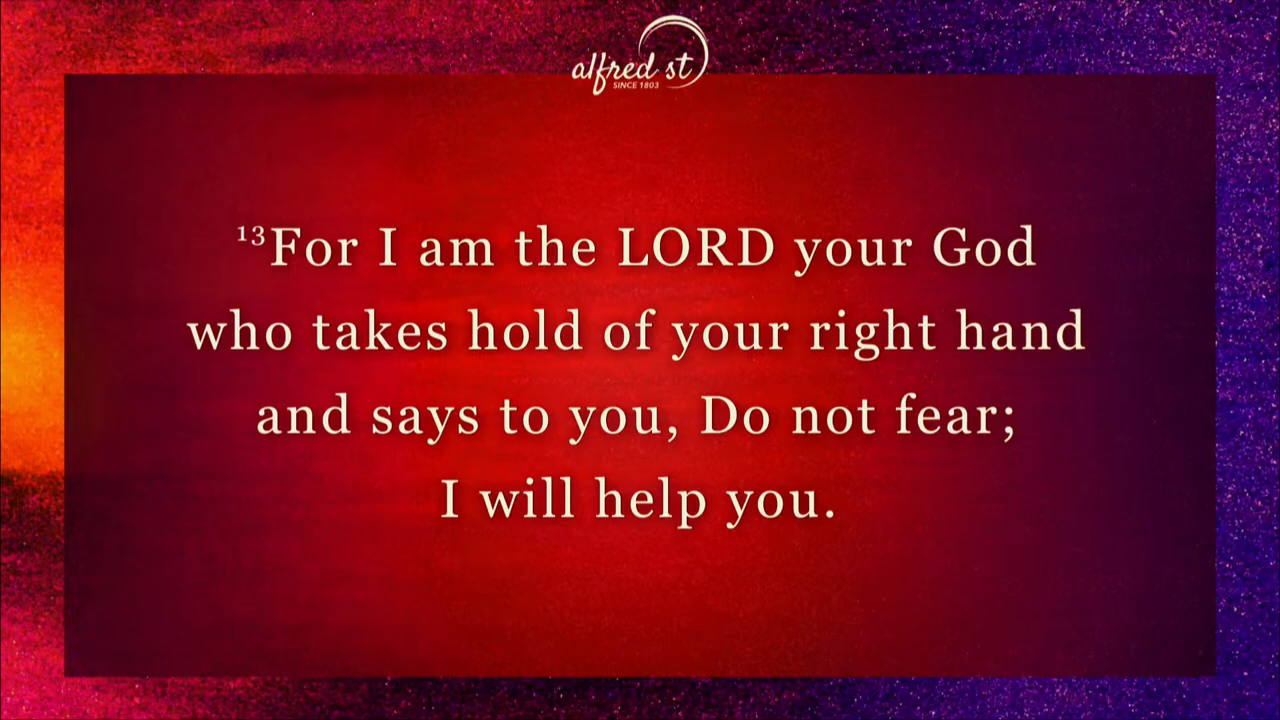 alfred st
SINCE 1803
¹³For I am the LORD your God
who takes hold of your right hand
and says to you, Do not fear;
I will help you.